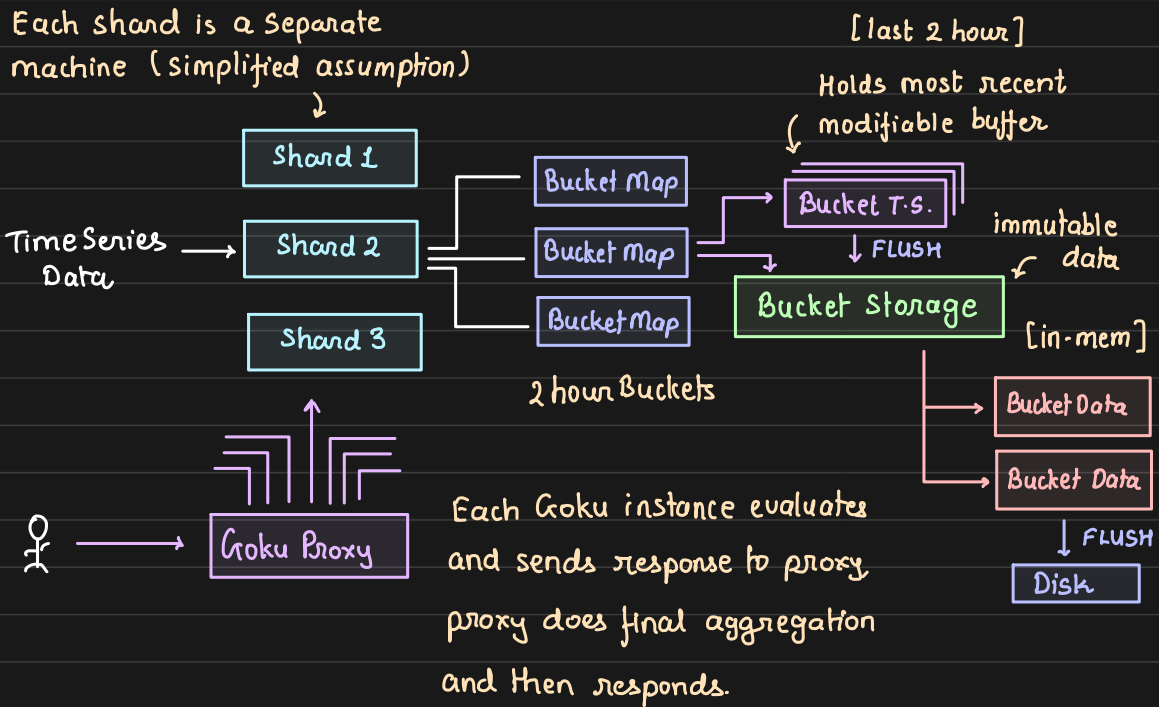 Each shard is a separate
machine (simplified assumption)
[last 2 hour]
Holds most recent
modifiable buffer
Shard 1
Shard 2
Shard 3
Time Series
Data
Bucket Map
Bucket Map
Bucket Map
2 hour Buckets
Bucket T.S.
FLUSH
immutable
data
Bucket Storage
[in-mem]
Bucket Data
Bucket Data
FLUSH
Disk
Goku Proxy
Each Goku instance evaluates
and sends response to proxy
proxy does final aggregation
and then responds.